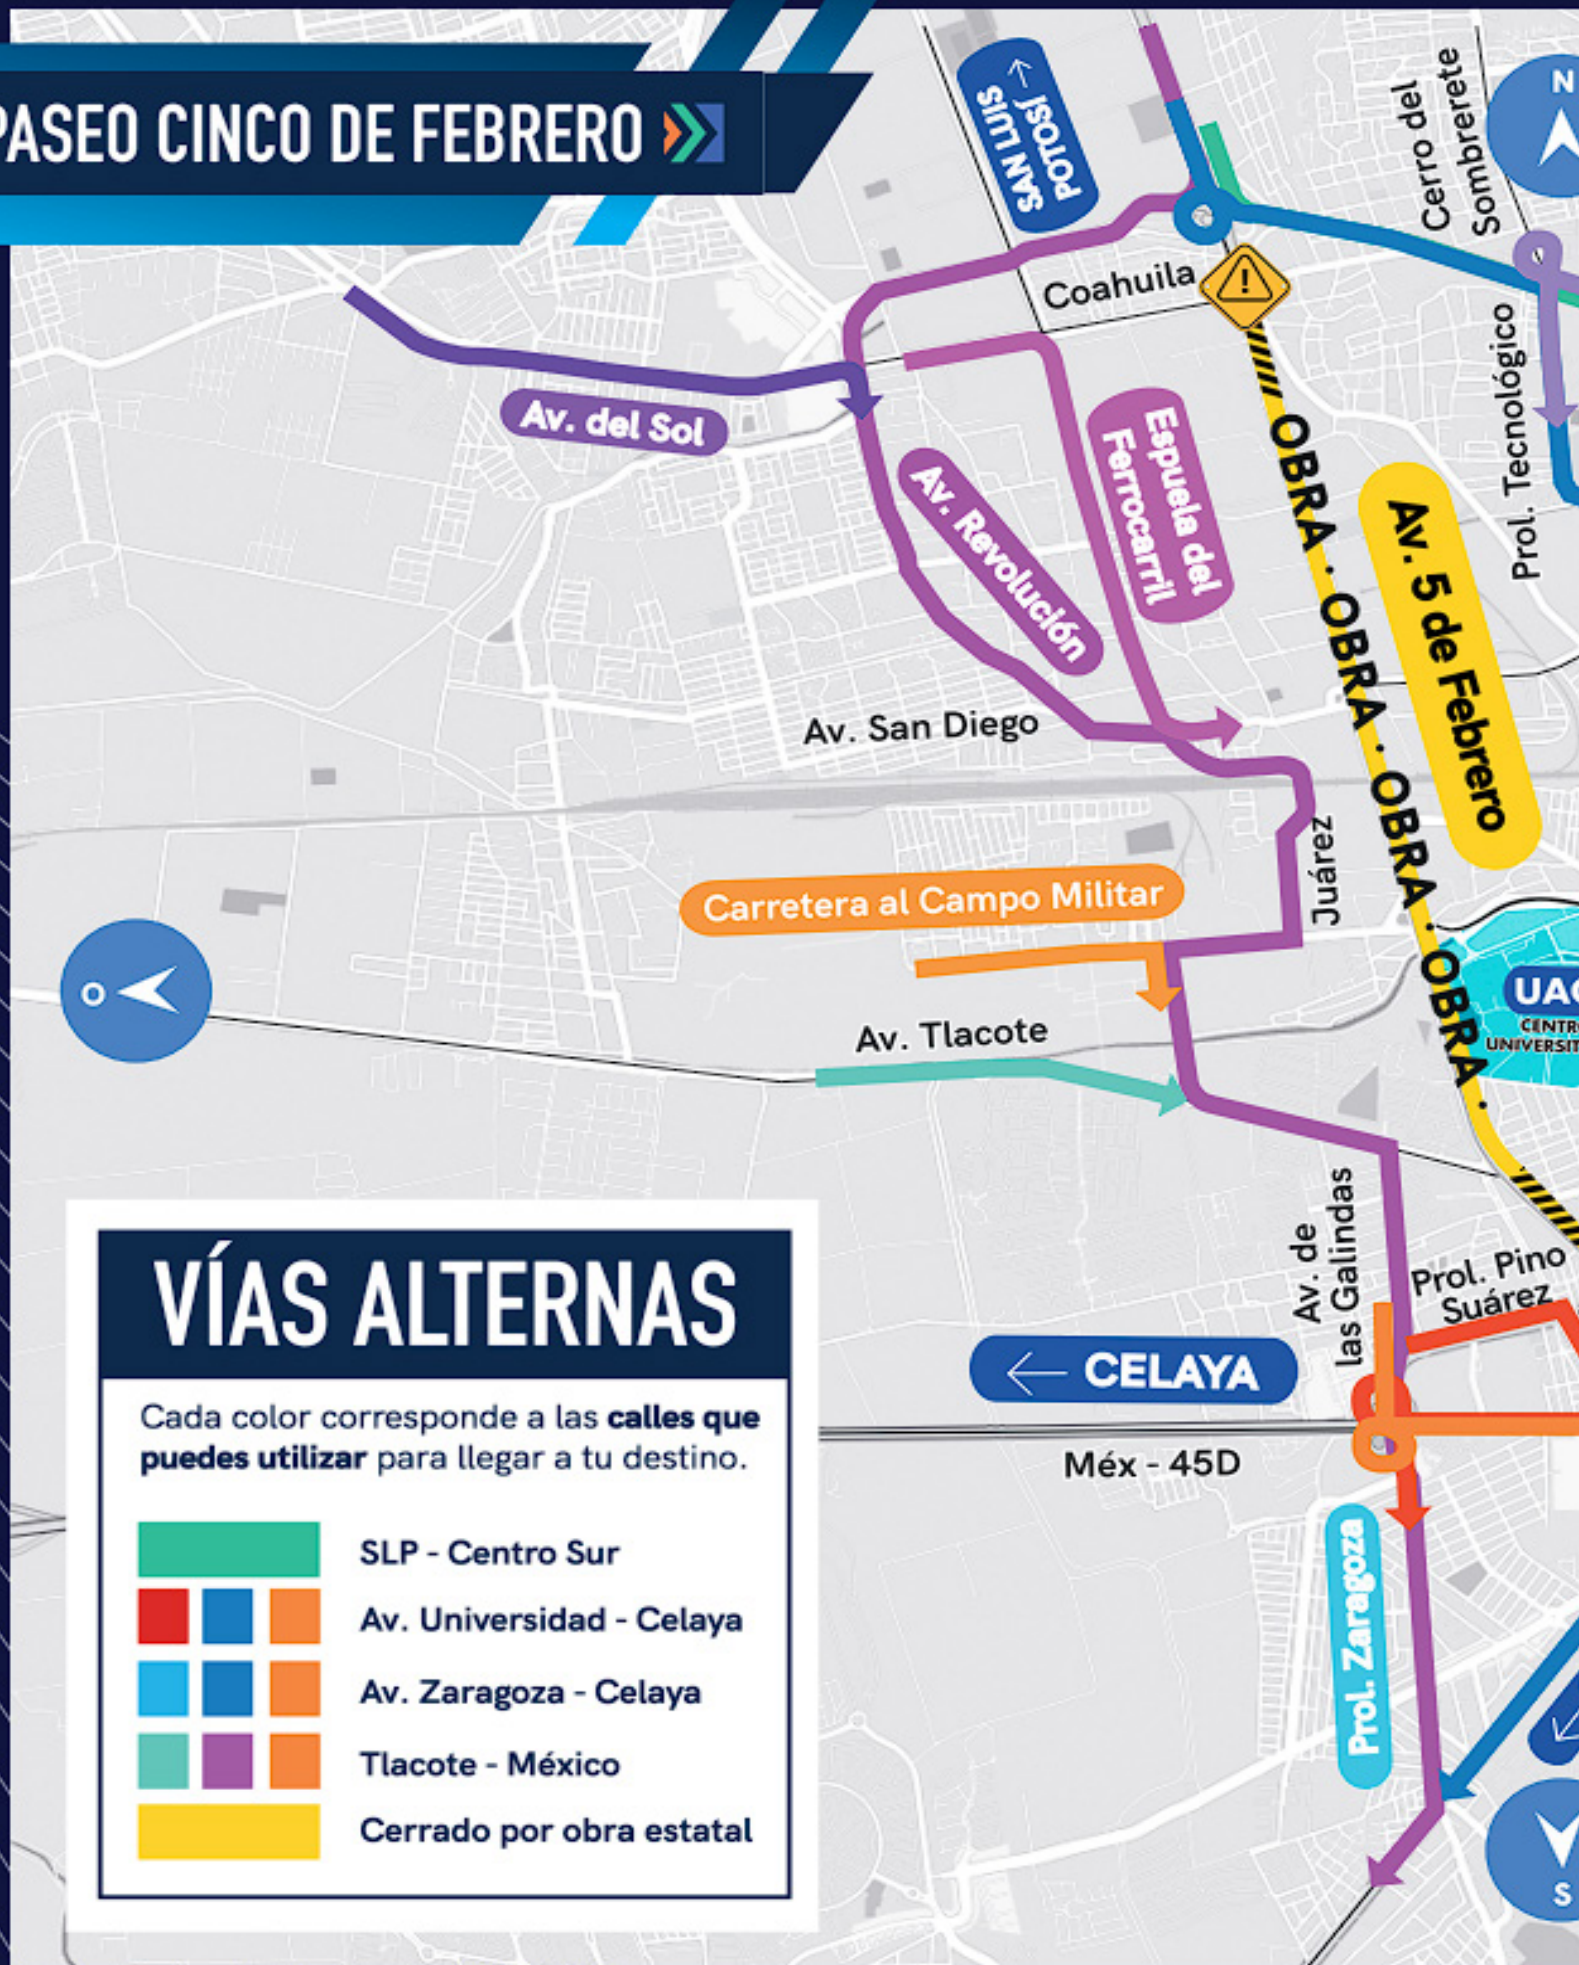 PASEO CINCO DE FEBRERO
SAN LUIS
POTOSÍ →
Cerro del
Sombrerete
N
Coahuila
Prol. Tecnológico
Av. del Sol
Espuela del
Ferrocarril
Av. Revolución
OBRA · OBRA · OBRA · OBRA ·
Av. 5 de Febrero
Av. San Diego
Juárez
Carretera al Campo Militar
O
UAQ
CENTRO
UNIVERSIT
Av. Tlacote
Av. de
las Galindas
Prol. Pino
Suárez
← CELAYA
Méx - 45D
Prol. Zaragoza
S
VÍAS ALTERNAS
Cada color corresponde a las calles que
puedes utilizar para llegar a tu destino.
SLP - Centro Sur
Av. Universidad - Celaya
Av. Zaragoza - Celaya
Tlacote - México
Cerrado por obra estatal